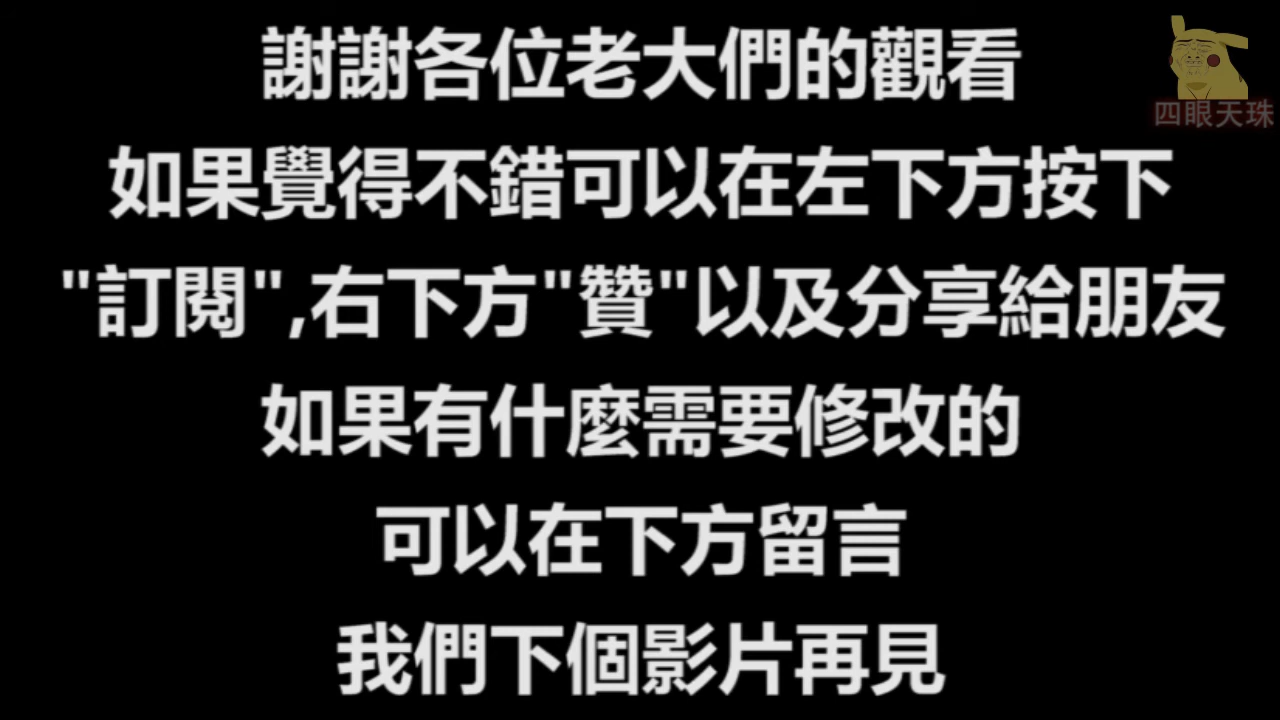 謝謝各位老大們的觀看
四眼天珠
如果覺得不錯可以在左下方按下
"訂閱",右下方"贊"以及分享給朋友
如果有什麼需要修改的
可以在下方留言
我們下個影片再見